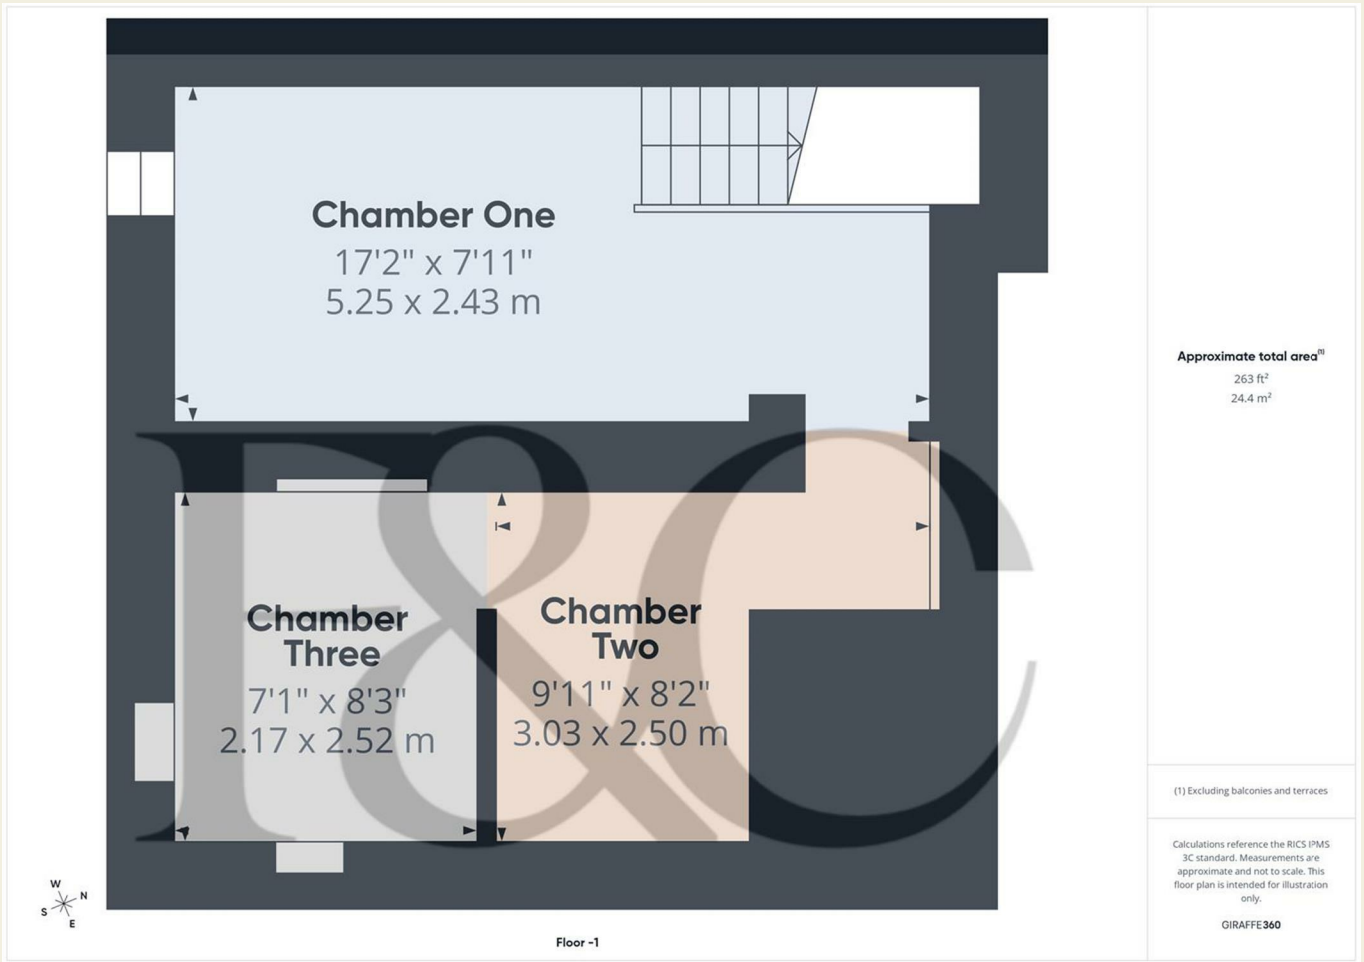 Chamber One
17'2" x 7'11"
5.25 x 2.43 m
Chamber
Three
7'1" x 8'3"
2.17 x 2.52 m
Chamber
Two
9'11" x 8'2"
3.03 x 2.50 m
F&C
W
N
S
E
Floor -1
Approximate total area(1)
263 ft²
24.4 m²
(1) Excluding balconies and terraces
Calculations reference the RICS IPMS
3C standard. Measurements are
approximate and not to scale. This
floor plan is intended for illustration
only.
GIRAFFE360